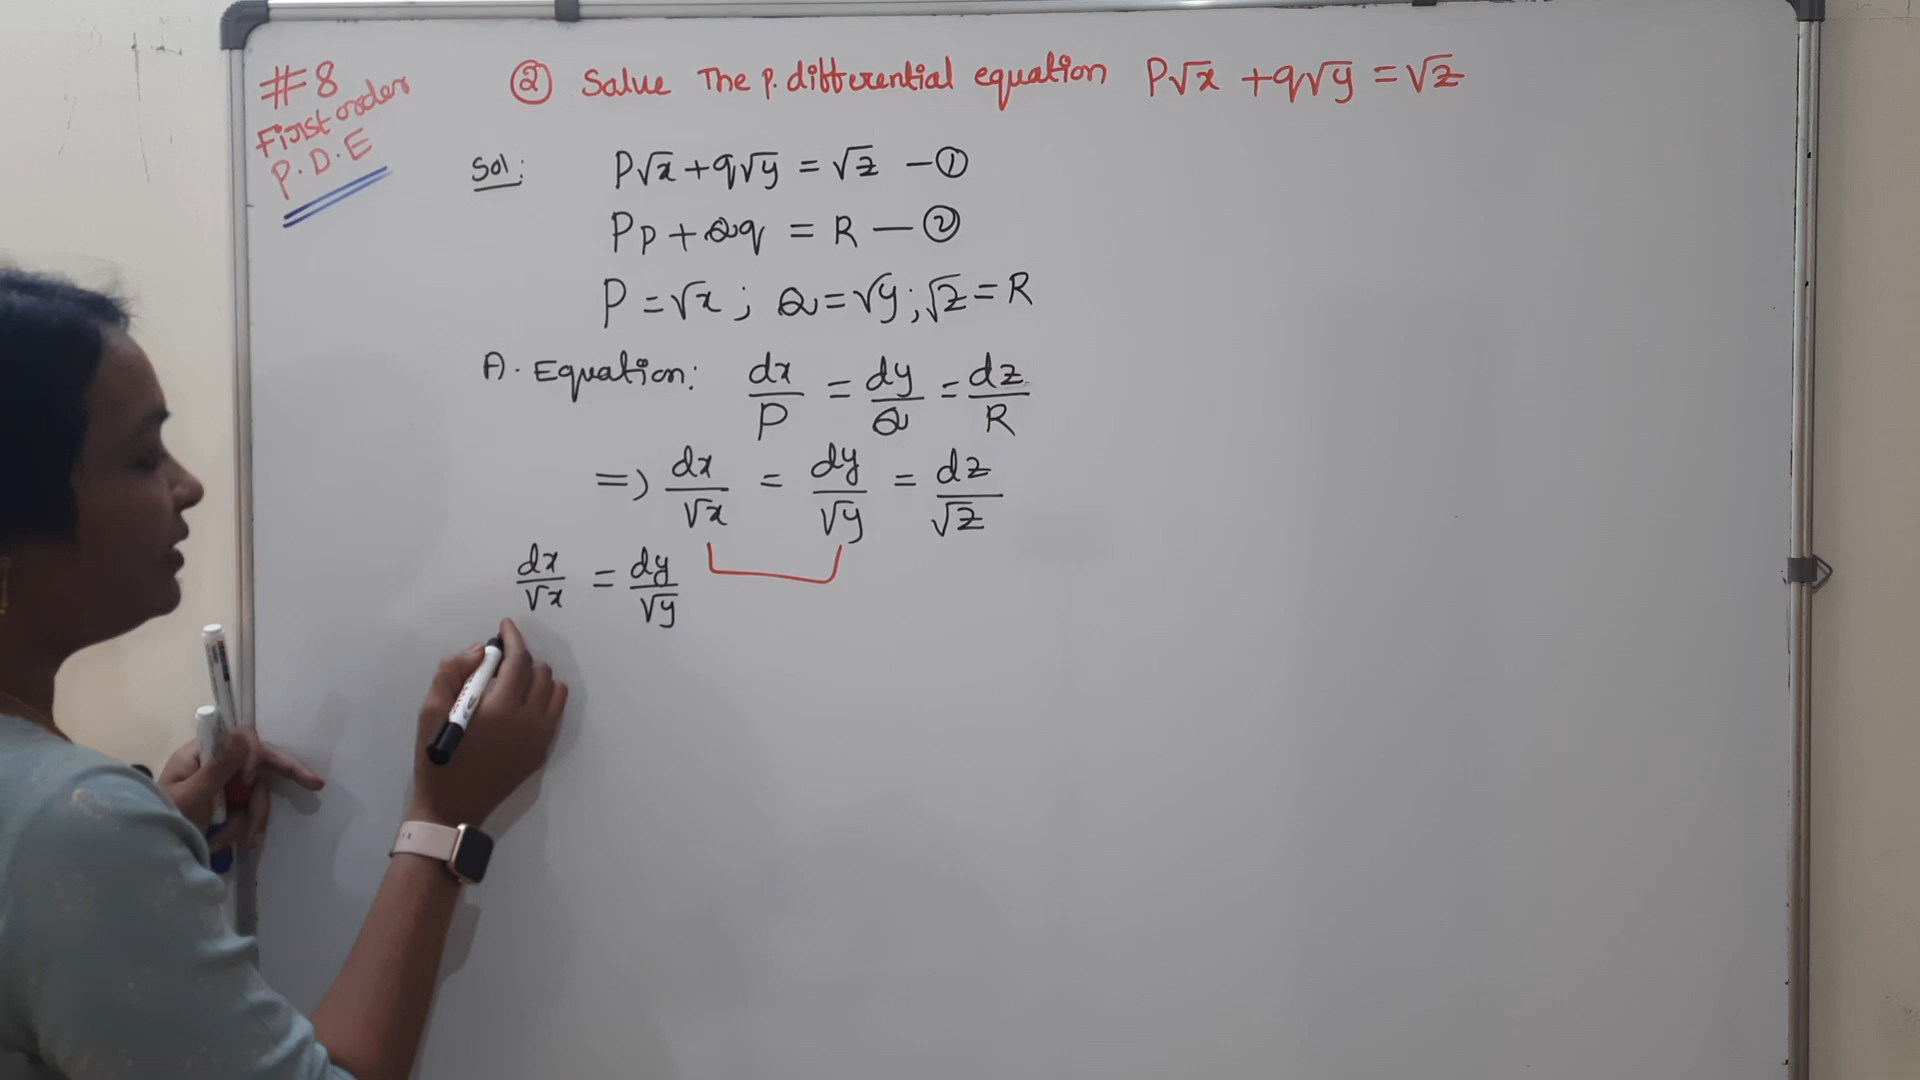 #8
First order
P.D.E
② Salue The p.differential equation P√x + q√y = √z
Sol: P√x + q√y = √z — ①
Pp + Qq = R — ②
P = √x ; Q = √y ; √z = R
A. Equation: dx/P = dy/Q = dz/R
⇒ dx/√x = dy/√y = dz/√z
dx/√x = dy/√y